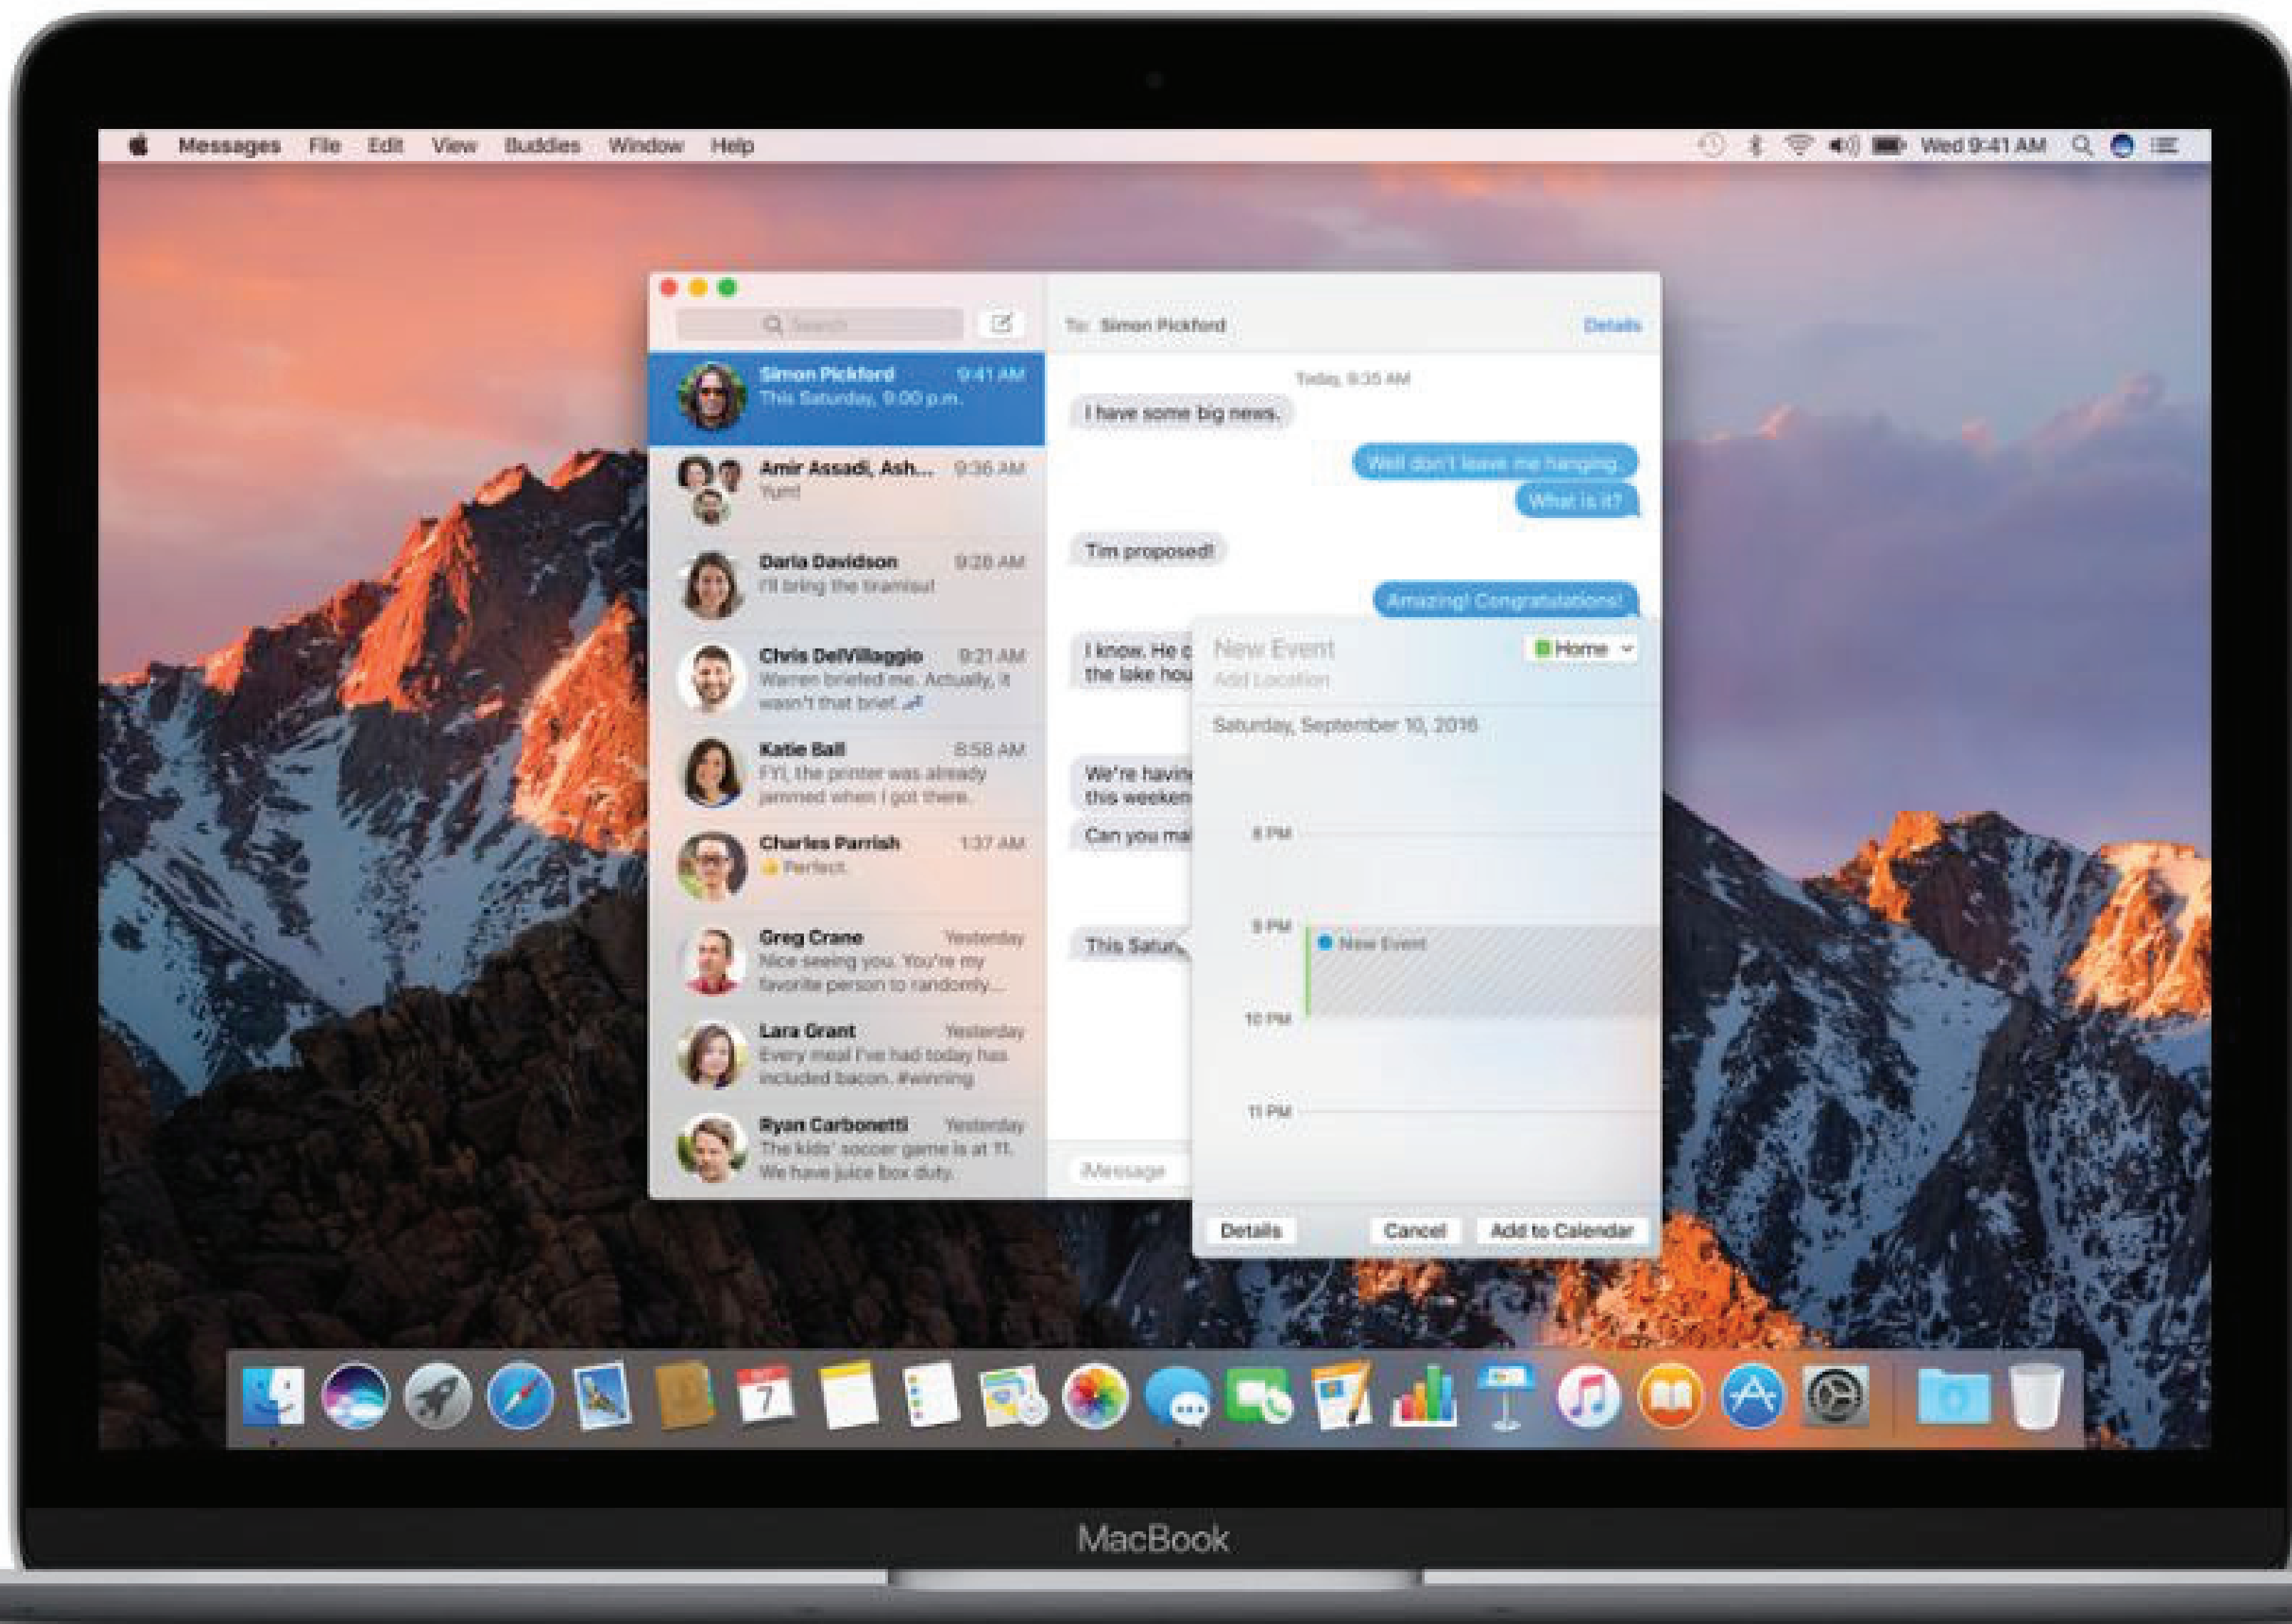 Messages File Edit View Buddies Window Help
Wed 9:41 AM
Search
To: Simon Pickford
Details
Simon Pickford 9:41 AM
This Saturday, 9:00 p.m.
Amir Assadi, Ash... 9:36 AM
Yum!
Darla Davidson 9:28 AM
I'll bring the tiramisu!
Chris DelVillaggio 9:21 AM
Warren briefed me. Actually, it
wasn't that brief.
Katie Ball 8:58 AM
FYI, the printer was already
jammed when I got there.
Charles Parrish 1:37 AM
Perfect.
Greg Crane Yesterday
Nice seeing you. You're my
favorite person to randomly...
Lara Grant Yesterday
Every meal I've had today has
included bacon. #winning
Ryan Carbonetti Yesterday
The kids' soccer game is at 11.
We have juice box duty.
Today, 9:35 AM
I have some big news.
Well don't leave me hanging.
What is it?
Tim proposed!
Amazing! Congratulations!
I know. He c
the lake hou
We're having
this weeken
Can you ma
This Satur
iMessage
New Event
Home
Add Location
Saturday, September 10, 2016
8 PM
9 PM
New Event
10 PM
11 PM
Details
Cancel
Add to Calendar
7
MacBook